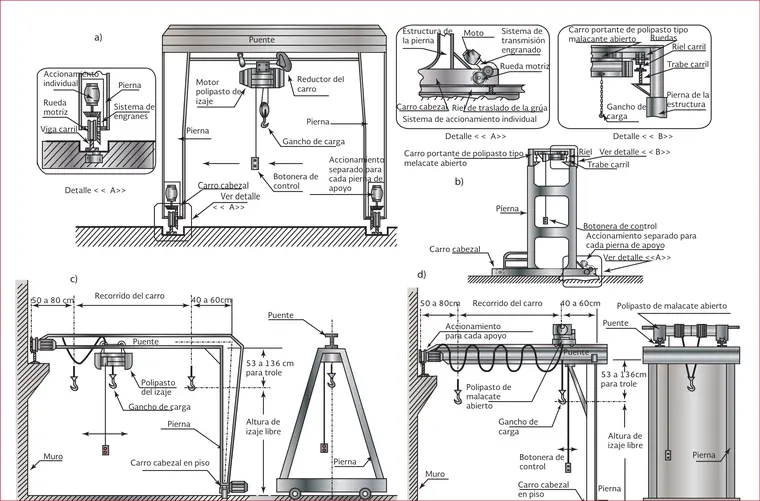 a)
Puente
Accionamiento
individual
Pierna
Rueda
motriz
Sistema de
engranes
Viga carril
Detalle < < A>>
Motor
polipasto de
izaje
Reductor del
carro
Pierna
Pierna
Gancho de carga
Botonera de
control
Accionamiento
separado para
cada pierna de
apoyo
Carro cabezal
Ver detalle
< < A>>
Estructura de
la pierna
Moto
Sistema de
transmisión
engranado
Rueda motriz
Carro cabezal
Riel de traslado de la grúa
Sistema de accionamiento individual
Detalle < < A>>
Carro portante de polipasto tipo
malacante abierto
Ruedas
Riel carril
Trabe carril
Gancho de
carga
Pierna de la
estructura
Detalle < < B>>
Carro portante de polipasto tipo
melacate abierto
Riel
Ver detalle < < B>>
Trabe carril
b)
Pierna
Botonera de control
Accionamiento separado para
cada pierna de apoyo
Carro cabezal
Ver detalle <<A>>
c)
50 a 80 cm
Recorrido del carro
40 a 60cm
Puente
Puente
53 a 136 cm
para trole
Polipasto
del izaje
Gancho de carga
Pierna
Altura de
izaje libre
Muro
Carro cabezal en piso
Pierna
d)
50 a 80cm
Recorrido del carro
40 a 60cm
Polipasto de malacate abierto
Accionamiento
para cada apoyo
Puente
Puente
53 a 136cm
para trole
Polipasto de
malacate
abierto
Gancho de
carga
Altura de
izaje libre
Botonera de
control
Pierna
Muro
Carro cabezal
en piso
Pierna